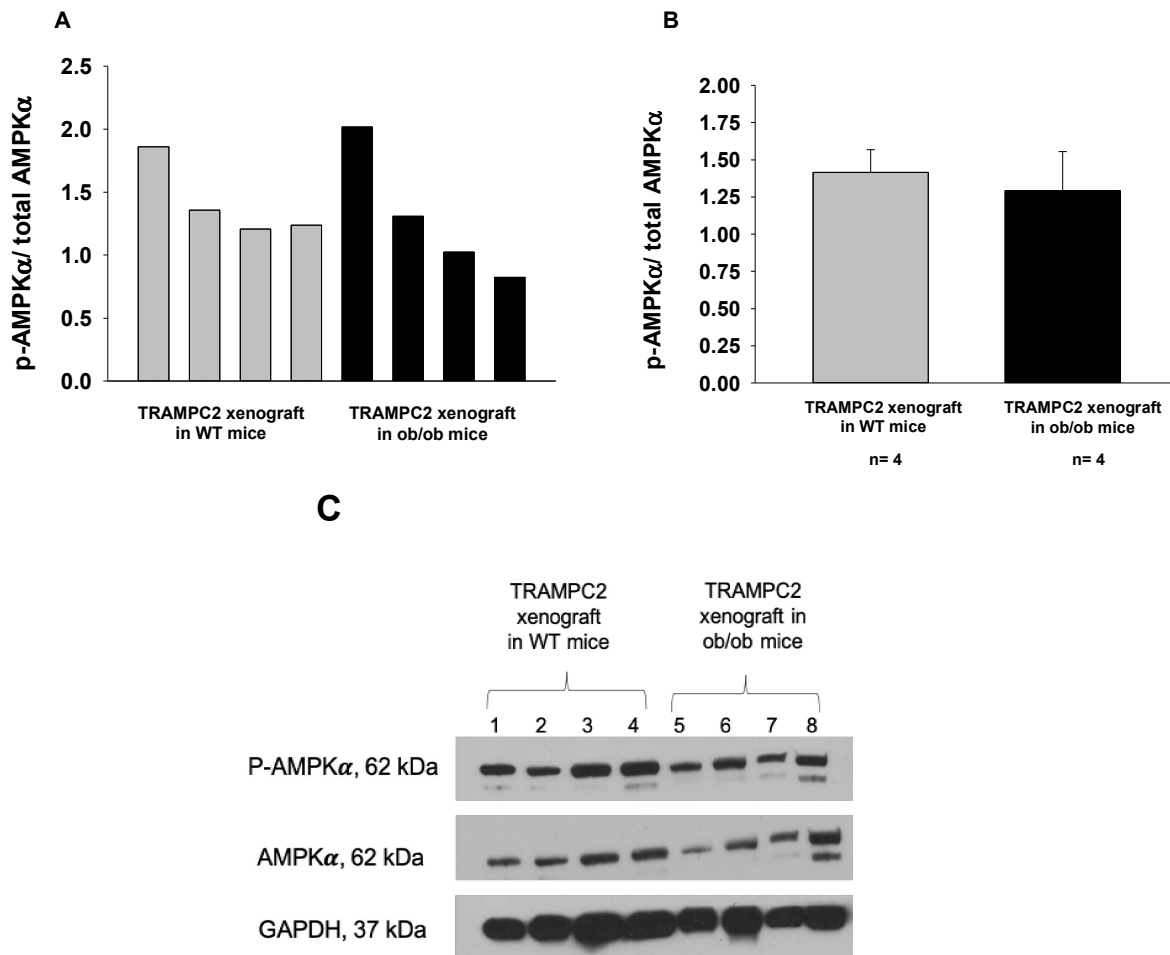 A
p-AMPKα/ total AMPKα
2.5
2.0
1.5
1.0
0.5
0.0
TRAMPC2 xenograft
in WT mice
TRAMPC2 xenograft
in ob/ob mice
B
p-AMPKα/ total AMPKα
2.00
1.75
1.50
1.25
1.00
0.75
0.50
0.25
0.00
TRAMPC2 xenograft
in WT mice
n= 4
TRAMPC2 xenograft
in ob/ob mice
n= 4
C
TRAMPC2
xenograft
in WT mice
TRAMPC2
xenograft in
ob/ob mice
1 2 3 4 5 6 7 8
P-AMPKα, 62 kDa
AMPKα, 62 kDa
GAPDH, 37 kDa